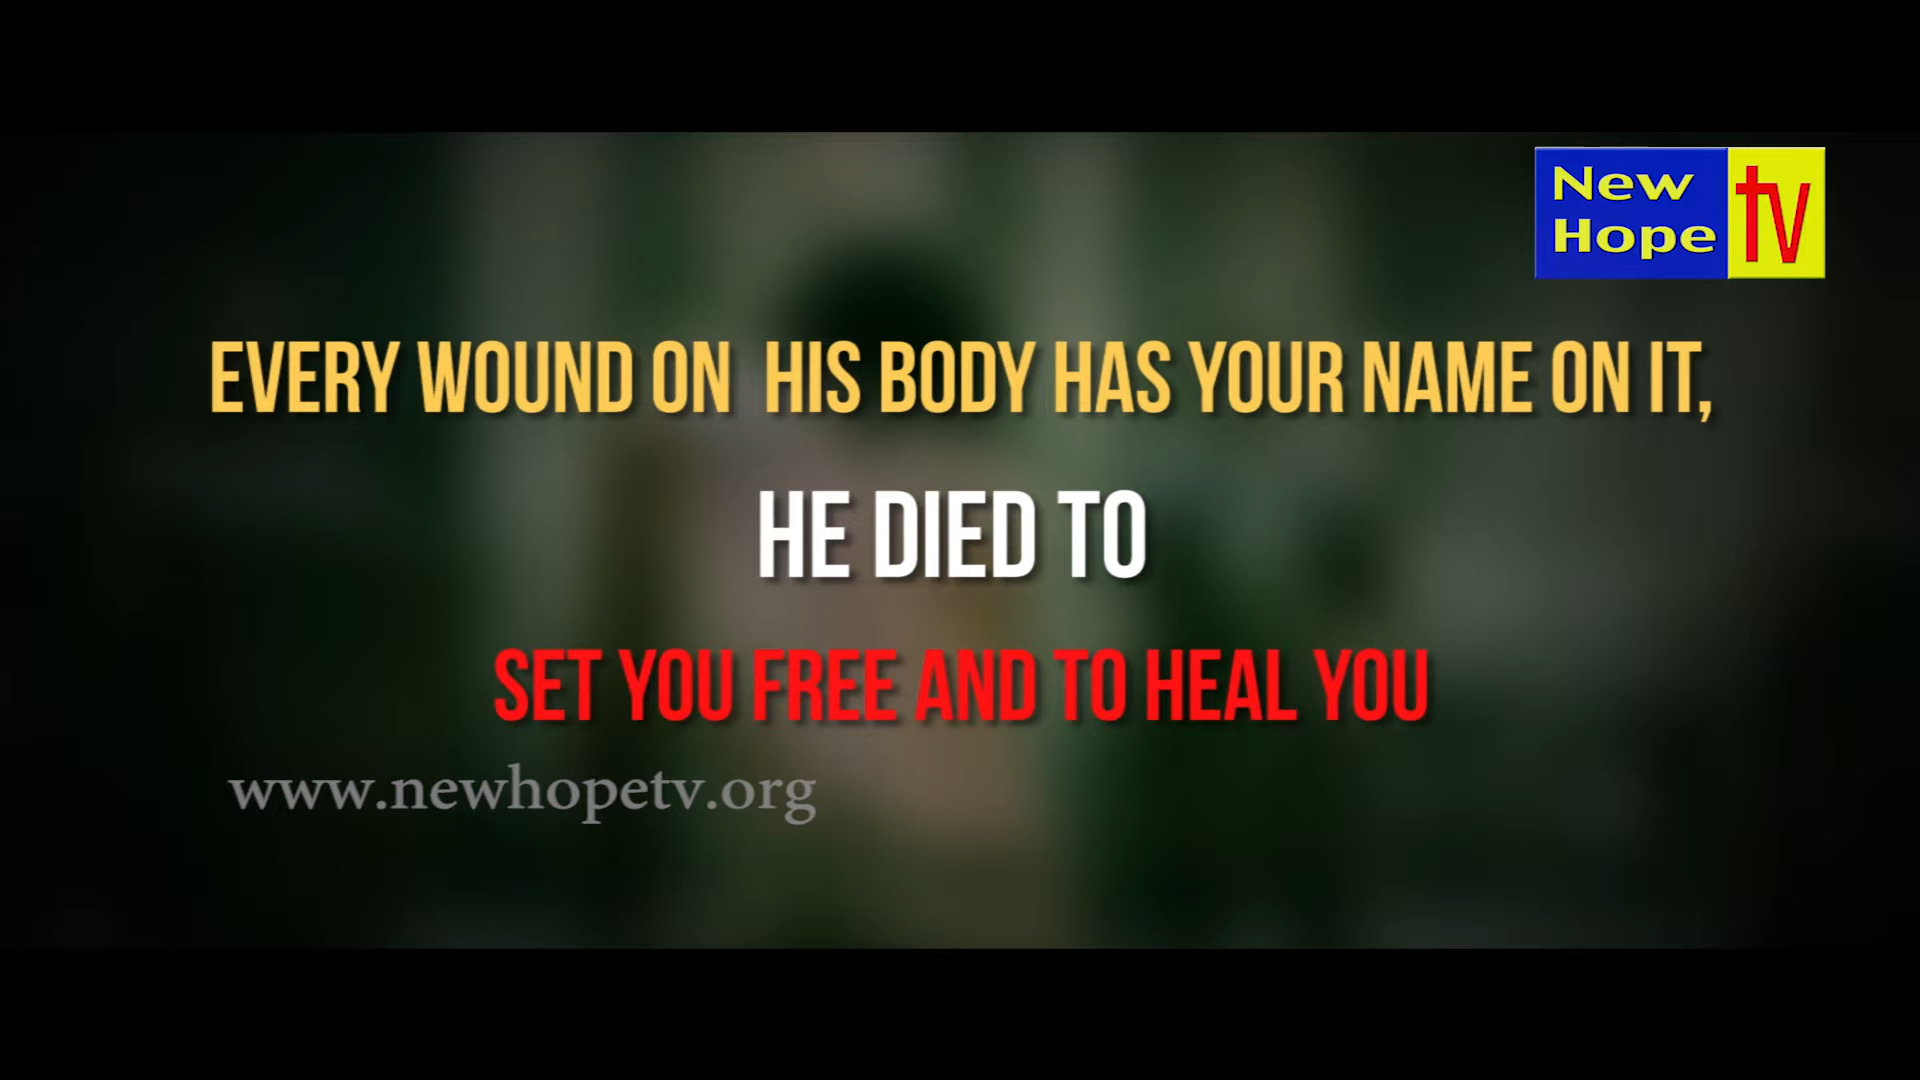 New
Hope
tv
EVERY WOUND ON HIS BODY HAS YOUR NAME ON IT,
HE DIED TO
SET YOU FREE AND TO HEAL YOU
www.newhopetv.org